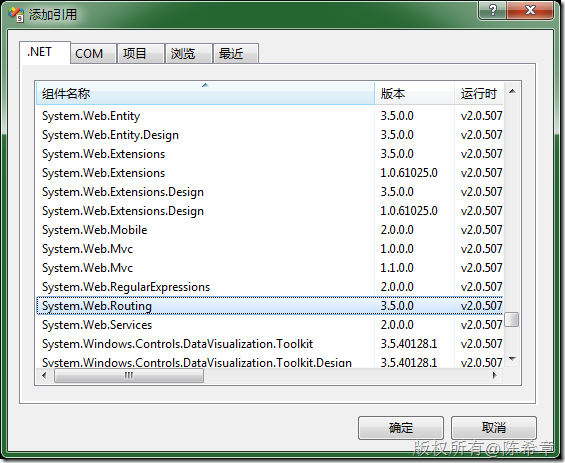 添加引用
.NET COM 项目 浏览 最近
组件名称 版本 运行时
System.Web.Entity 3.5.0.0 v2.0.507
System.Web.Entity.Design 3.5.0.0 v2.0.507
System.Web.Extensions 3.5.0.0 v2.0.507
System.Web.Extensions 1.0.61025.0 v2.0.507
System.Web.Extensions.Design 3.5.0.0 v2.0.507
System.Web.Extensions.Design 1.0.61025.0 v2.0.507
System.Web.Mobile 2.0.0.0 v2.0.507
System.Web.Mvc 1.0.0.0 v2.0.507
System.Web.Mvc 1.1.0.0 v2.0.507
System.Web.RegularExpressions 2.0.0.0 v2.0.507
System.Web.Routing 3.5.0.0 v2.0.507
System.Web.Services 2.0.0.0 v2.0.507
System.Windows.Controls.DataVisualization.Toolkit 3.5.40128.1 v2.0.507
System.Windows.Controls.DataVisualization.Toolkit.Design 3.5.40128.1 v2.0.507
确定 取消
版权所有@陈希章